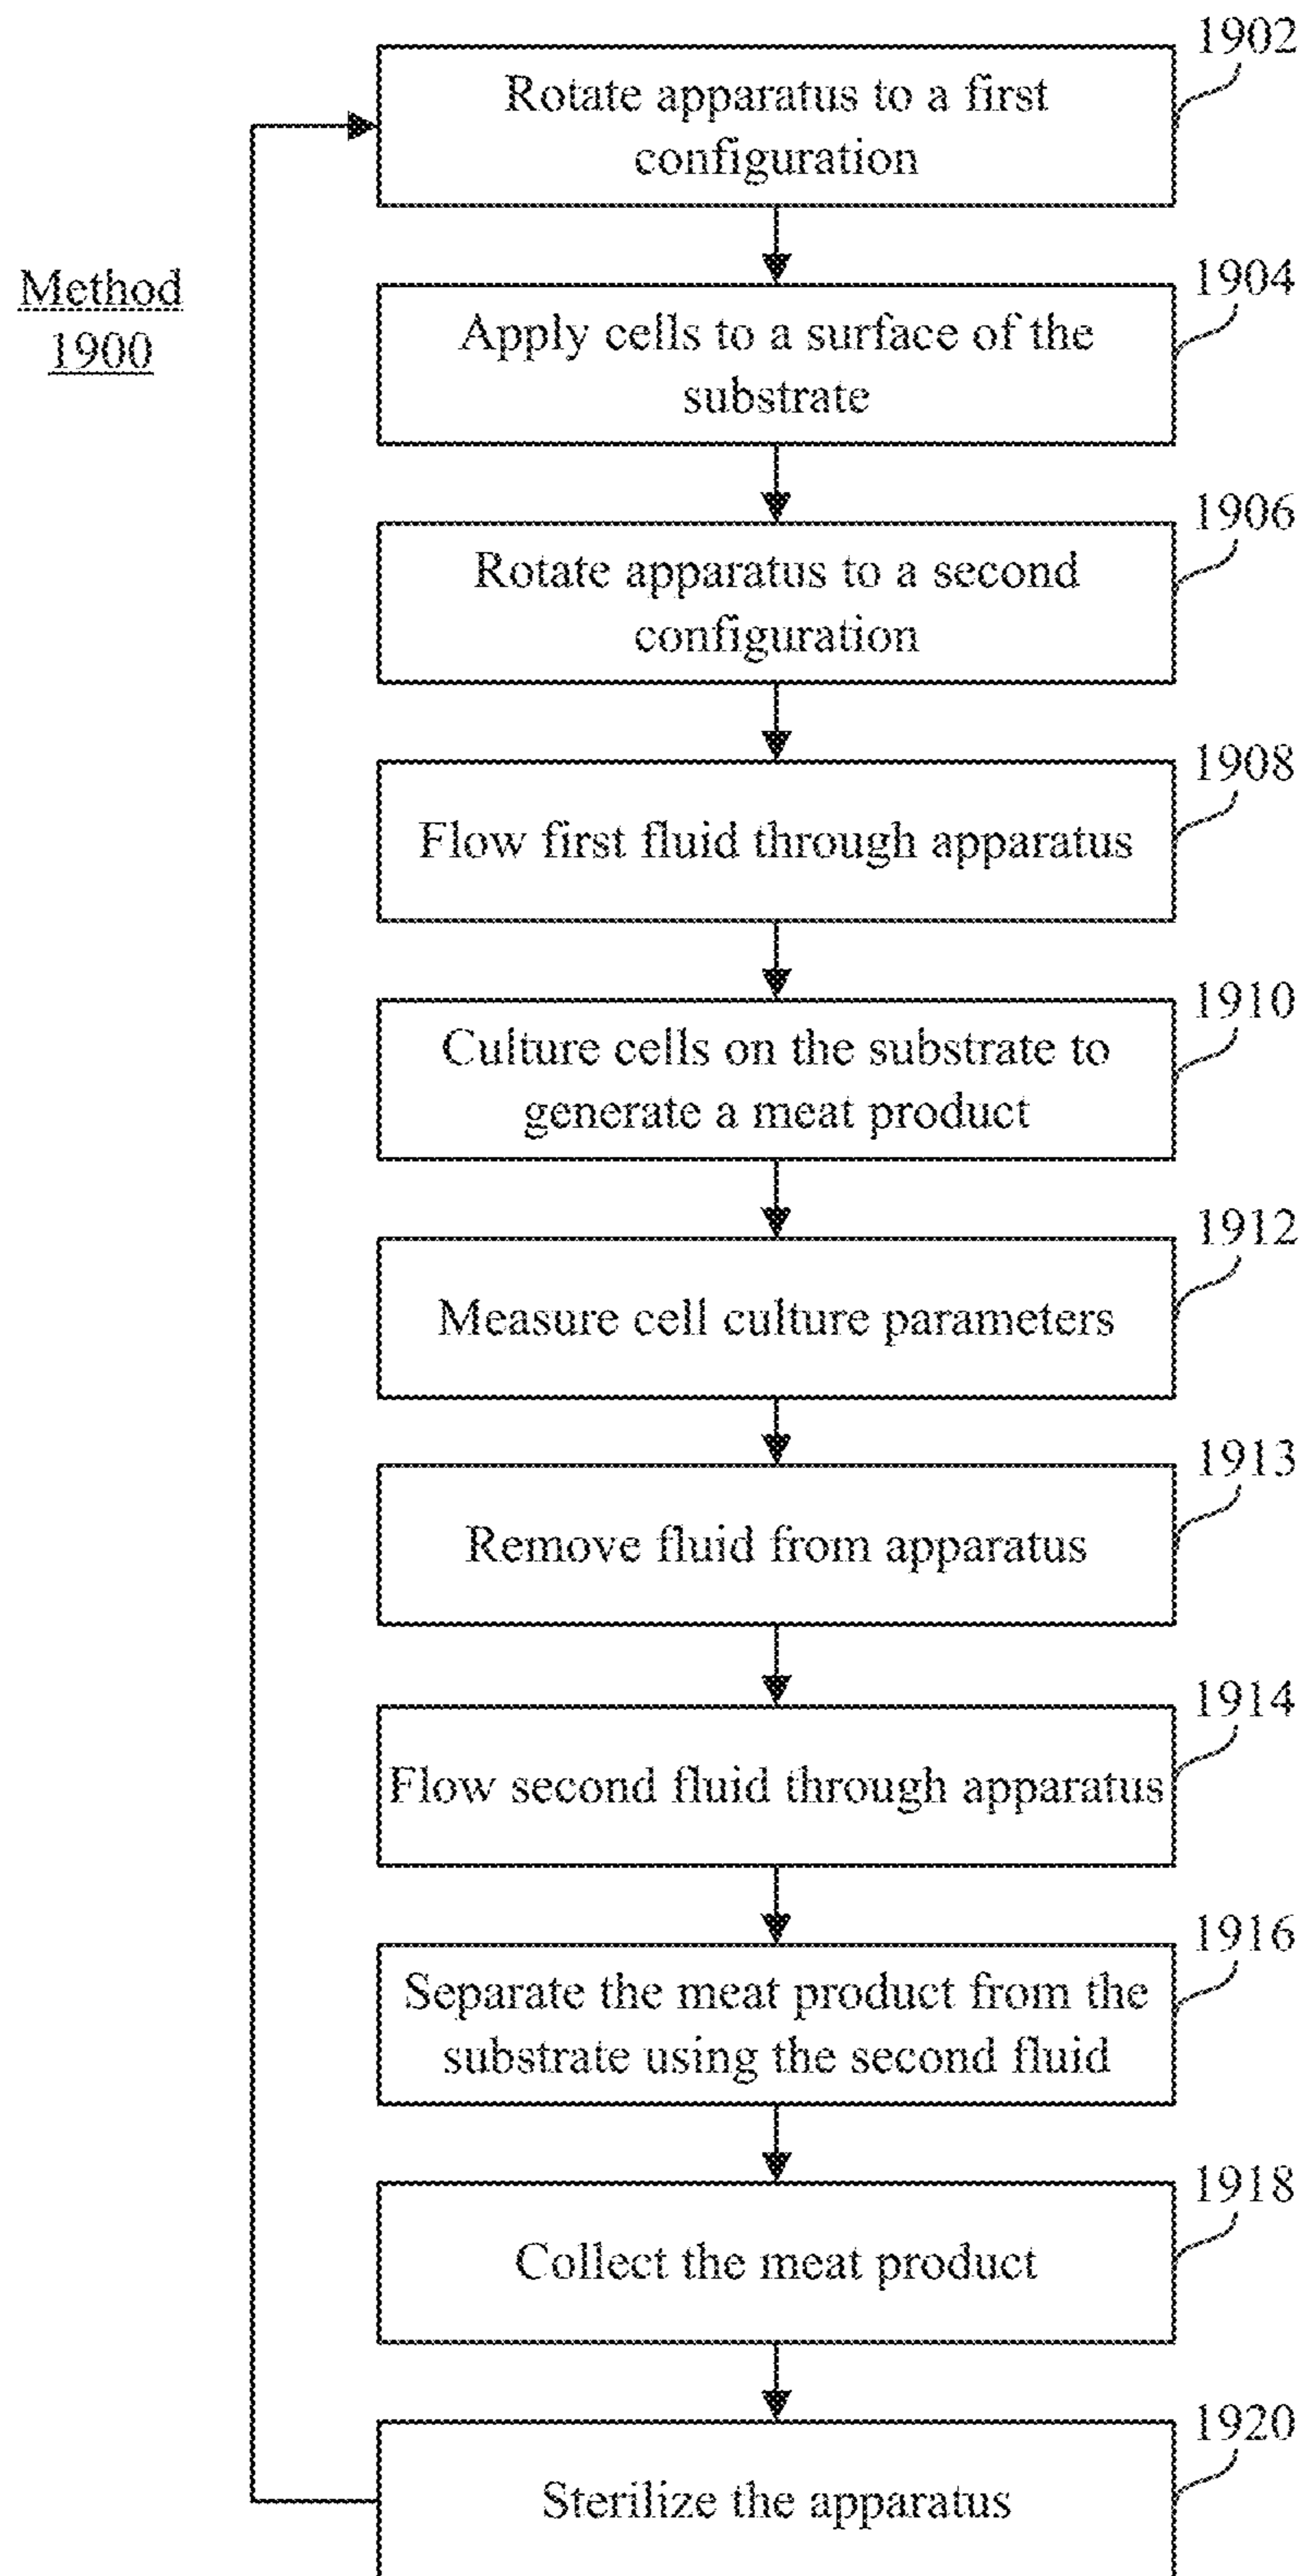 1902
Rotate apparatus to a first
configuration
Method
1900
1904
Apply cells to a surface of the
substrate
1906
Rotate apparatus to a second
configuration
1908
Flow first fluid through apparatus
1910
Culture cells on the substrate to
generate a meat product
1912
Measure cell culture parameters
1913
Remove fluid from apparatus
1914
Flow second fluid through apparatus
1916
Separate the meat product from the
substrate using the second fluid
1918
Collect the meat product
1920
Sterilize the apparatus